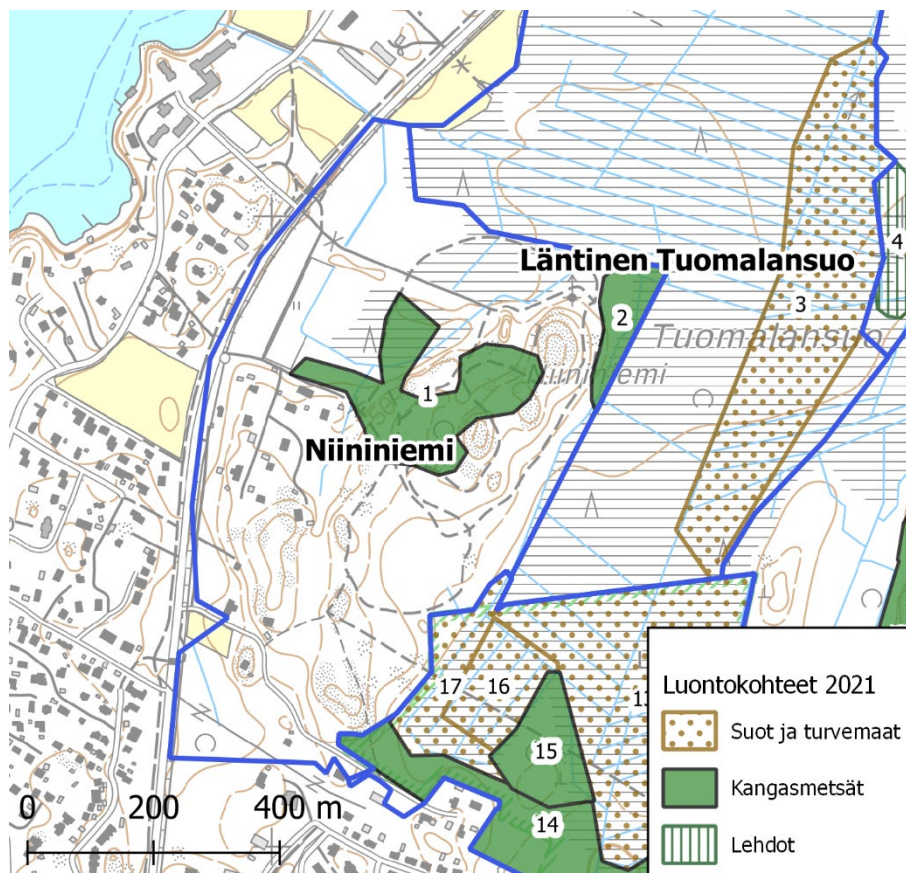 Läntinen Tuomalansuo
4
2
3
Tuomalansuo
Niininiemi
1
Niininiemi
17
16
15
14
0 200 400 m
Luontokohteet 2021
Suot ja turvemaat
Kangasmetsät
Lehdot